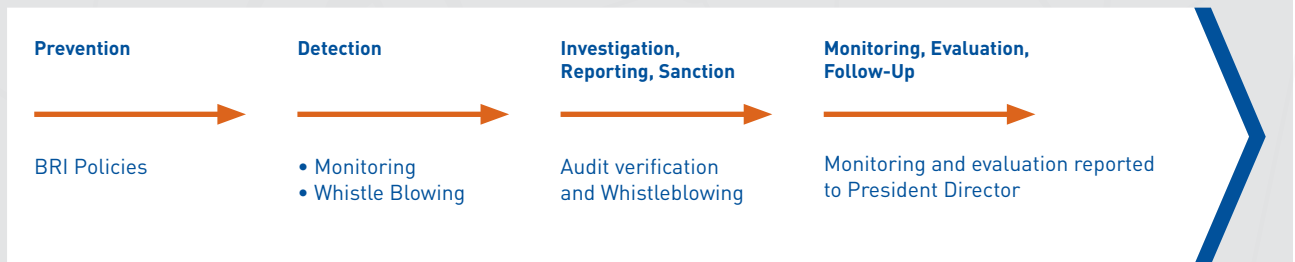 Prevention
BRI Policies
Detection
• Monitoring
• Whistle Blowing
Investigation,
Reporting, Sanction
Audit verification
and Whistleblowing
Monitoring, Evaluation,
Follow-Up
Monitoring and evaluation reported
to President Director